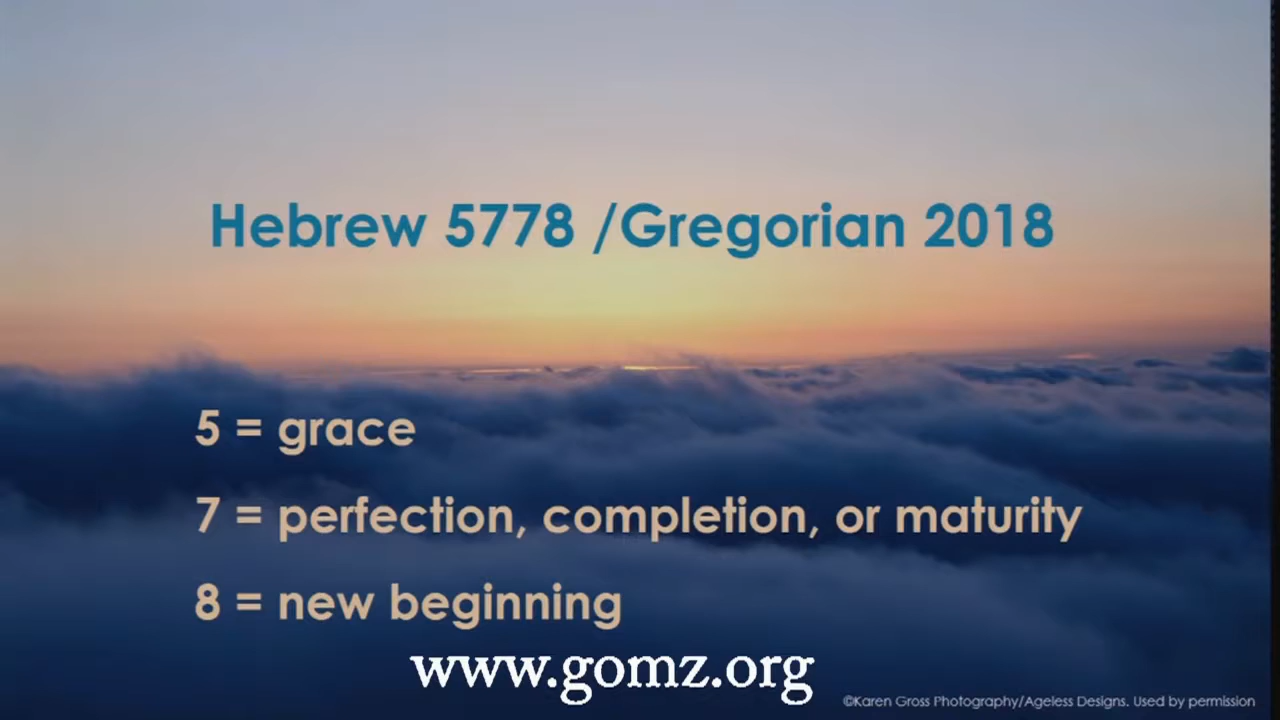 Hebrew 5778 /Gregorian 2018
5 = grace
7 = perfection, completion, or maturity
8 = new beginning
www.gomz.org
©Karen Gross Photography/Ageless Designs. Used by permission